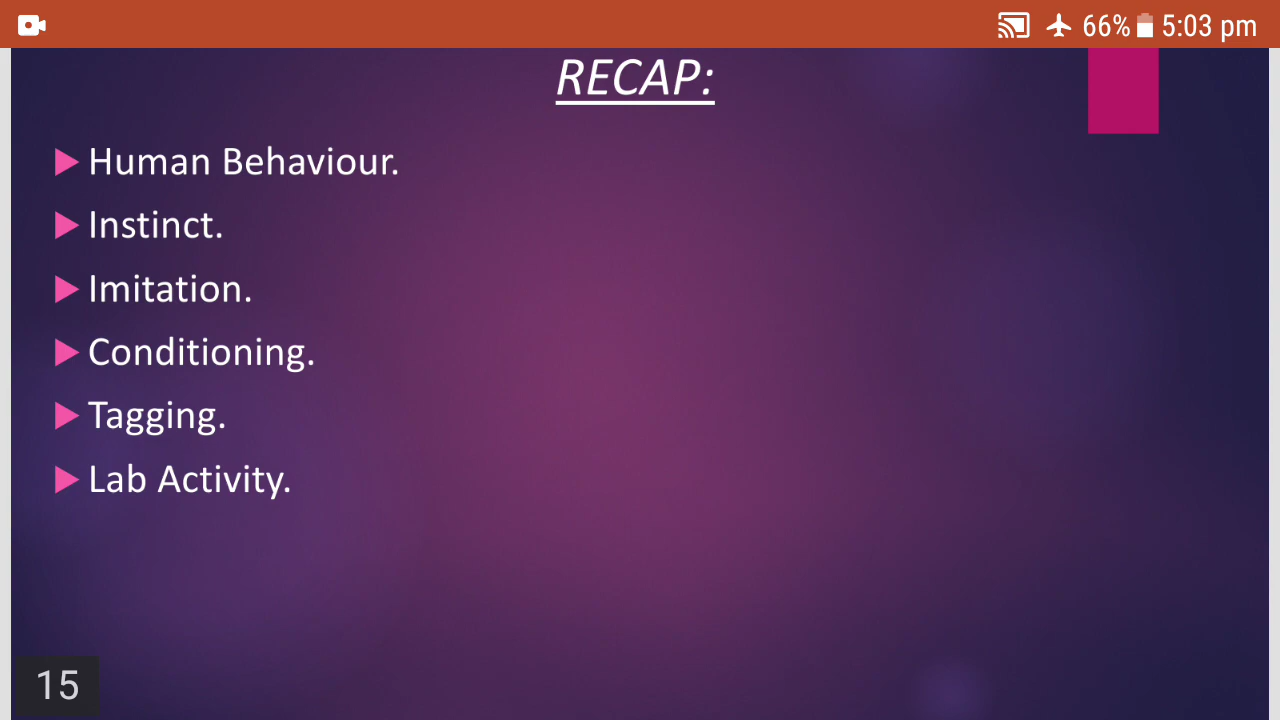 66% 5:03 pm
RECAP:
Human Behaviour.
Instinct.
Imitation.
Conditioning.
Tagging.
Lab Activity.
15